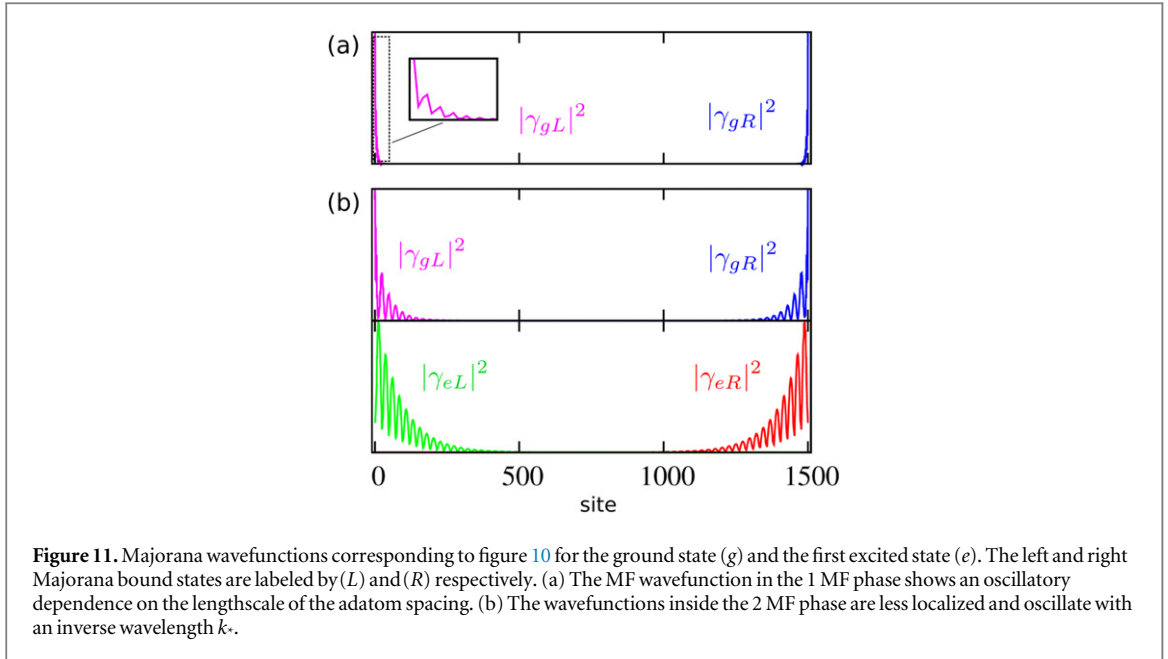 (a)
|γgL|²
|γgR|²
(b)
|γgL|²
|γgR|²
|γeL|²
|γeR|²
0 500 1000 1500
site
Figure 11. Majorana wavefunctions corresponding to figure 10 for the ground state (g) and the first excited state (e). The left and right
Majorana bound states are labeled by (L) and (R) respectively. (a) The MF wavefunction in the 1 MF phase shows an oscillatory
dependence on the lengthscale of the adatom spacing. (b) The wavefunctions inside the 2 MF phase are less localized and oscillate with
an inverse wavelength k*.